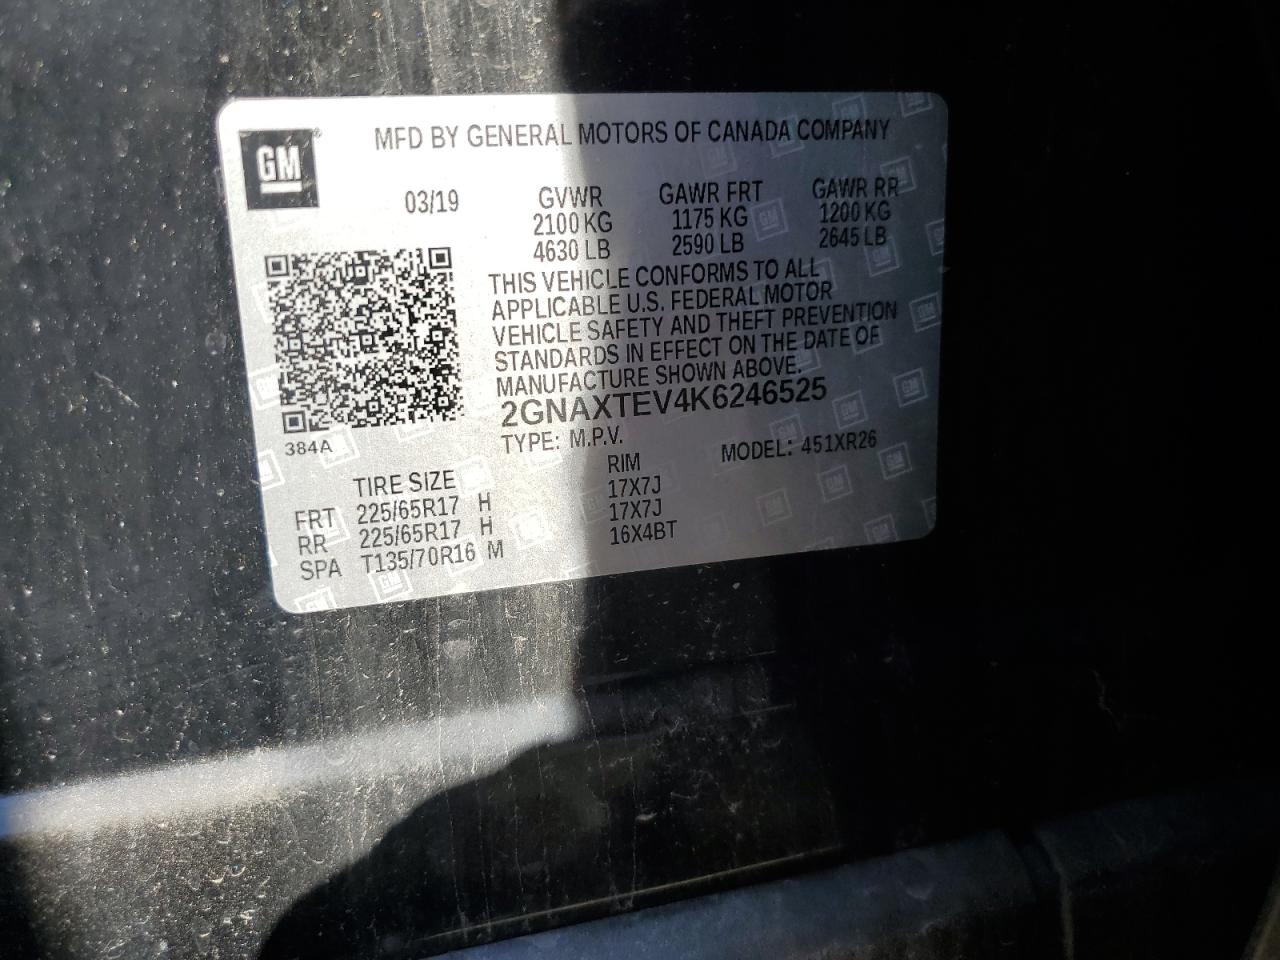 GM
MFD BY GENERAL MOTORS OF CANADA COMPANY
03/19 GVWR GAWR FRT GAWR RR
2100 KG 1175 KG 1200 KG
4630 LB 2590 LB 2645 LB
THIS VEHICLE CONFORMS TO ALL
APPLICABLE U.S. FEDERAL MOTOR
VEHICLE SAFETY AND THEFT PREVENTION
STANDARDS IN EFFECT ON THE DATE OF
MANUFACTURE SHOWN ABOVE.
2GNAXTEV4K6246525
384A
TYPE: M.P.V. MODEL: 451XR26
TIRE SIZE RIM
FRT 225/65R17 H 17X7J
RR 225/65R17 H 17X7J
SPA T135/70R16 M 16X4BT